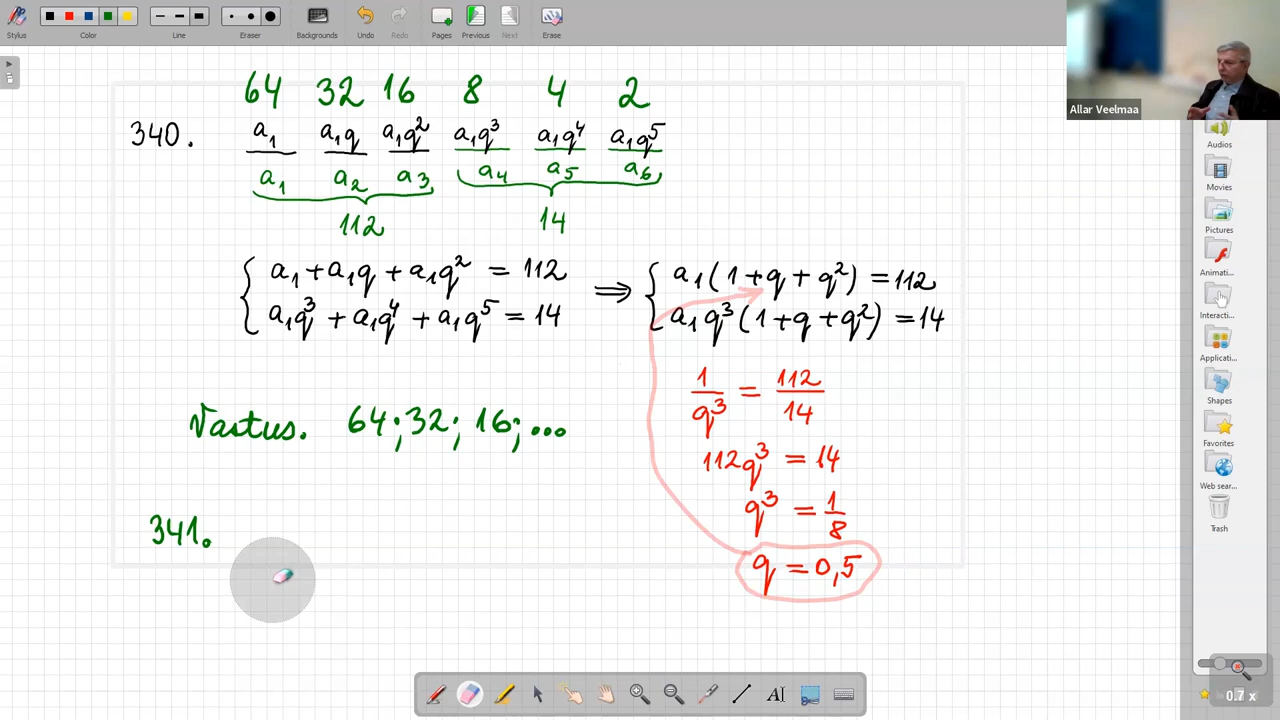 Stylus Color Line Eraser Backgrounds Undo Redo Pages Previous Next Erase
Allar Veelmaa
64 32 16 8 4 2
340. a₁ a₁q a₁q² a₁q³ a₁q⁴ a₁q⁵
a₁ a₂ a₃ a₄ a₅ a₆
112 14
{ a₁ + a₁q + a₁q² = 112 ⟹ { a₁(1+q+q²) = 112
a₁q³ + a₁q⁴ + a₁q⁵ = 14 a₁q³(1+q+q²) = 14
1/q³ = 112/14
Vastus. 64; 32; 16; ...
112q³ = 14
q³ = 1/8
341.
q = 0,5
Audios
Movies
Pictures
Animati...
Interacti...
Applicati...
Shapes
Favorites
Web sear...
Trash
0.7 x
AI